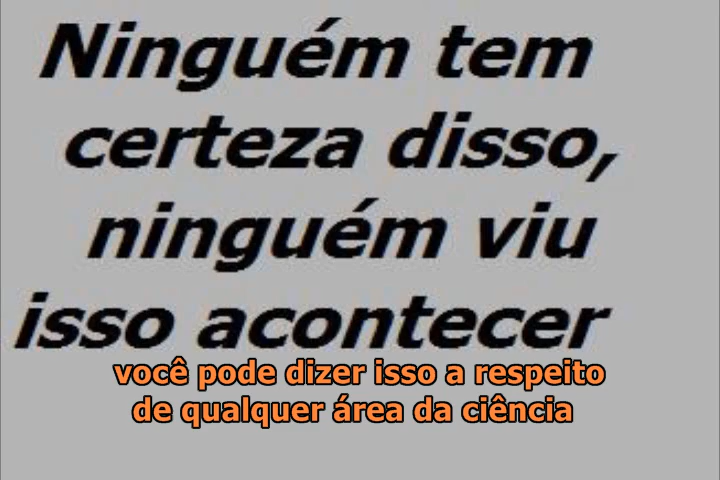 Ninguém tem
certeza disso,
ninguém viu
isso acontecer
você pode dizer isso a respeito
de qualquer área da ciência